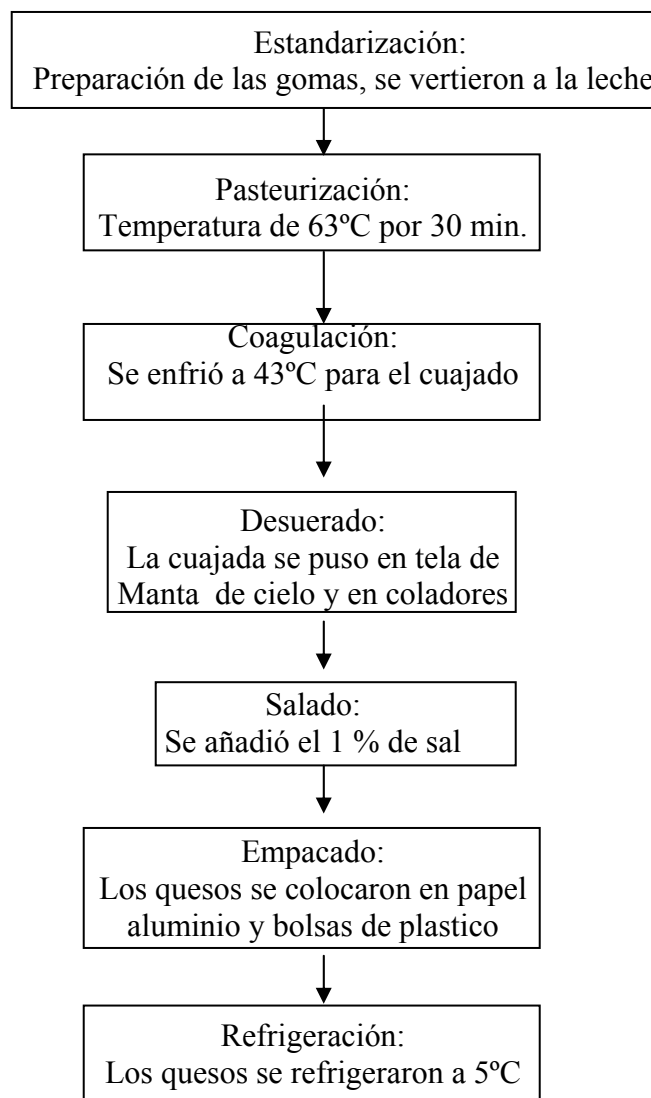 Estandarización:
Preparación de las gomas, se vertieron a la leche
Pasteurización:
Temperatura de 63ºC por 30 min.
Coagulación:
Se enfrió a 43ºC para el cuajado
Desuerado:
La cuajada se puso en tela de
Manta de cielo y en coladores
Salado:
Se añadió el 1 % de sal
Empacado:
Los quesos se colocaron en papel
aluminio y bolsas de plastico
Refrigeración:
Los quesos se refrigeraron a 5ºC